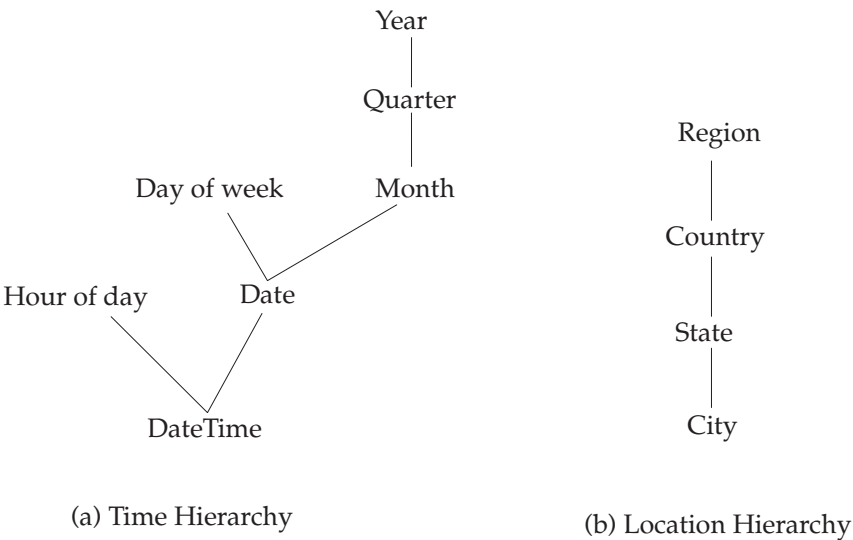 Year
Quarter
Day of week
Month
Hour of day
Date
DateTime
(a) Time Hierarchy
Region
Country
State
City
(b) Location Hierarchy